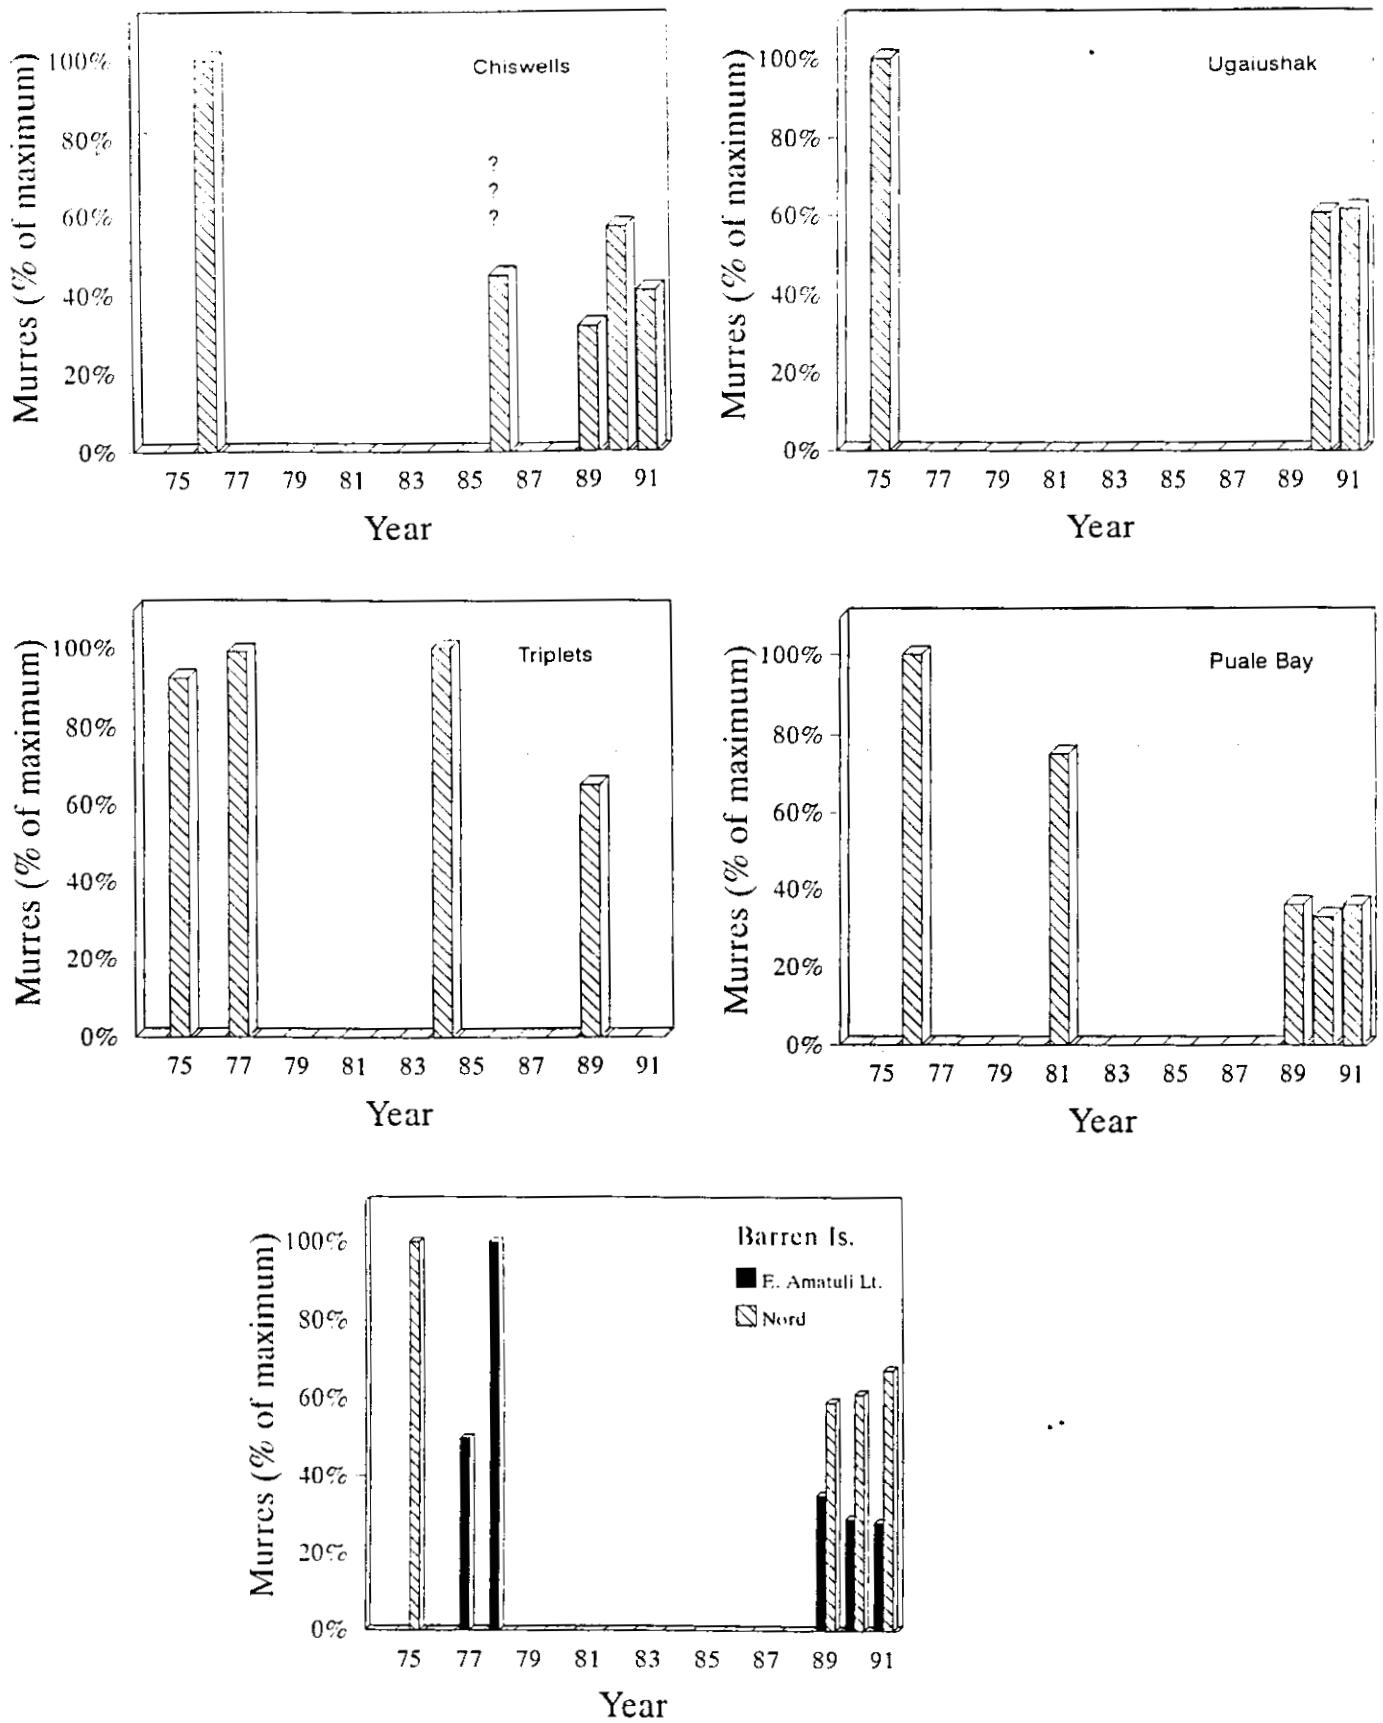 Chiswells
Murres (% of maximum)
100%
80%
60%
40%
20%
0%
?
?
?
75 77 79 81 83 85 87 89 91
Year
Ugaiushak
Murres (% of maximum)
100%
80%
60%
40%
20%
0%
75 77 79 81 83 85 87 89 91
Year
Triplets
Murres (% of maximum)
100%
80%
60%
40%
20%
0%
75 77 79 81 83 85 87 89 91
Year
Puale Bay
Murres (% of maximum)
100%
80%
60%
40%
20%
0%
75 77 79 81 83 85 87 89 91
Year
Barren Is.
E. Amatuli Lt.
Nord
Murres (% of maximum)
100%
80%
60%
40%
20%
0%
75 77 79 81 83 85 87 89 91
Year